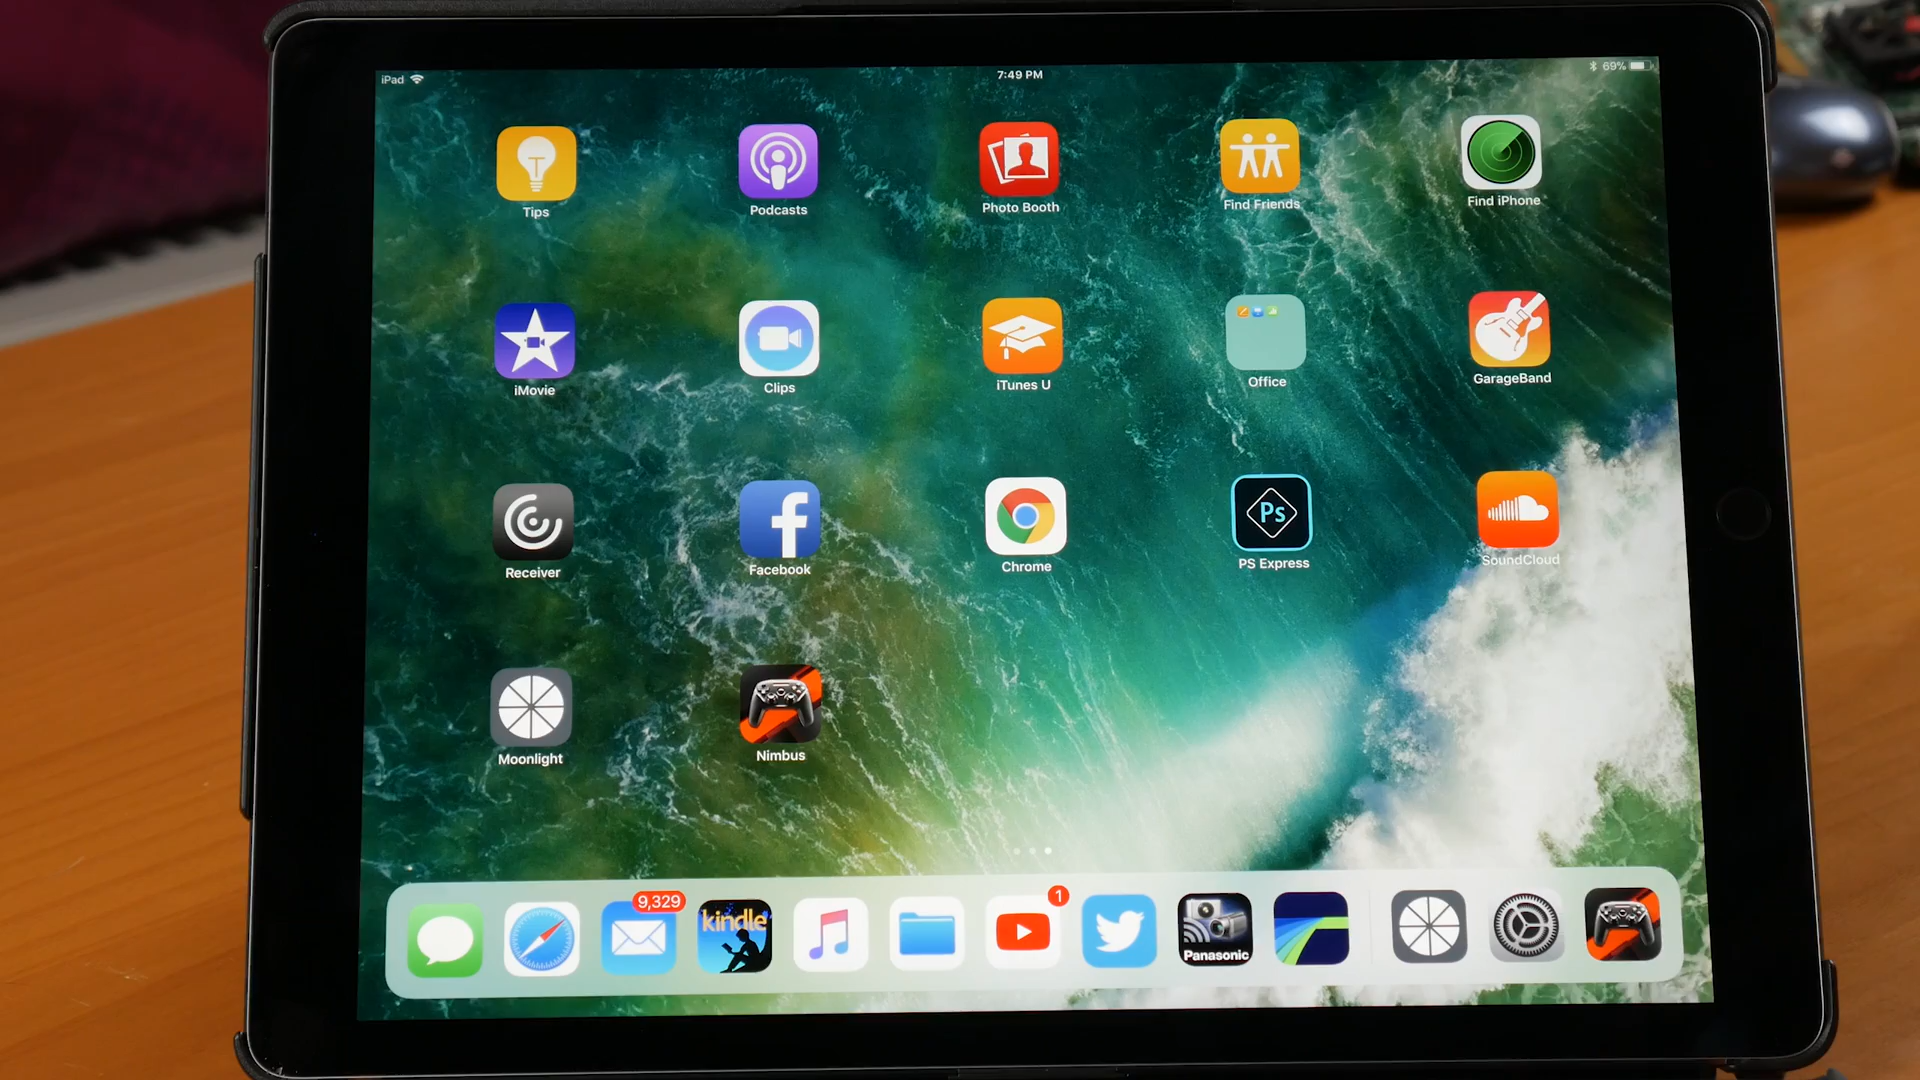 iPad
7:49 PM
69%
Tips
Podcasts
Photo Booth
Find Friends
Find iPhone
iMovie
Clips
iTunes U
Office
GarageBand
Receiver
Facebook
Chrome
Ps
PS Express
SoundCloud
Moonlight
Nimbus
9,329
kindle
1
Panasonic